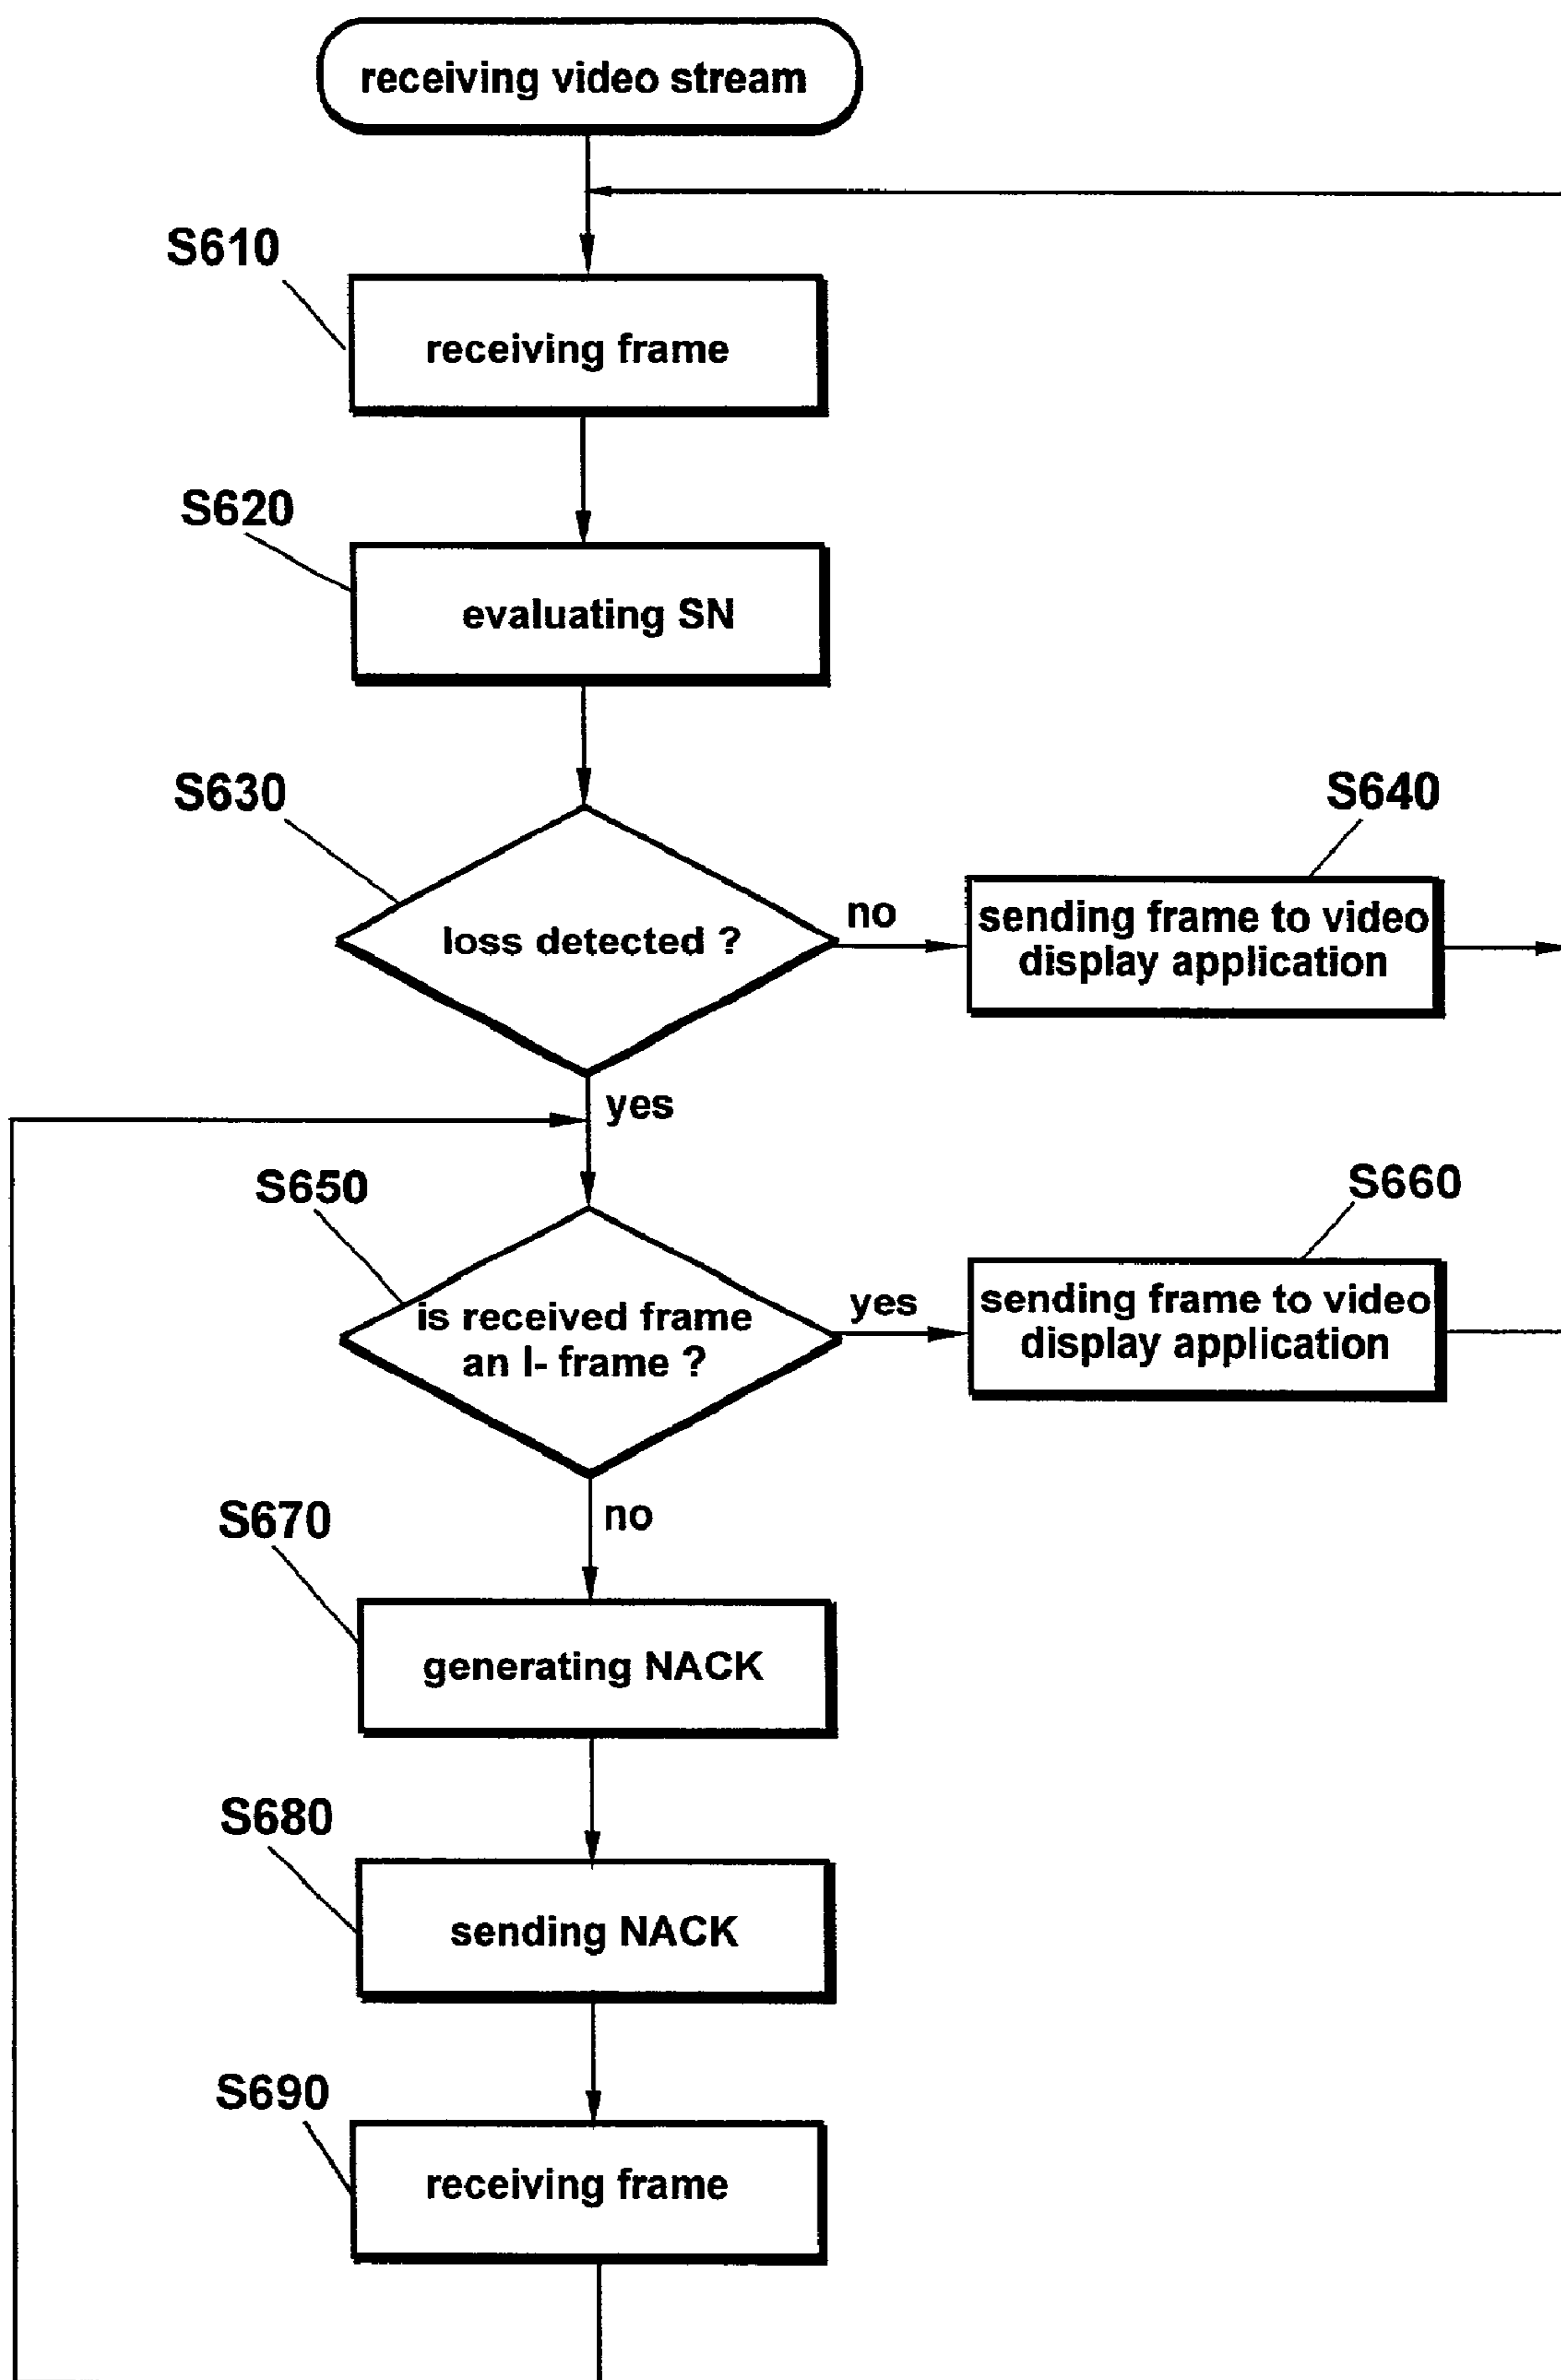 receiving video stream
S610
receiving frame
S620
evaluating SN
S630
loss detected ?
no
S640
sending frame to video
display application
yes
S650
is received frame
an I- frame ?
yes
S660
sending frame to video
display application
no
S670
generating NACK
S680
sending NACK
S690
receiving frame